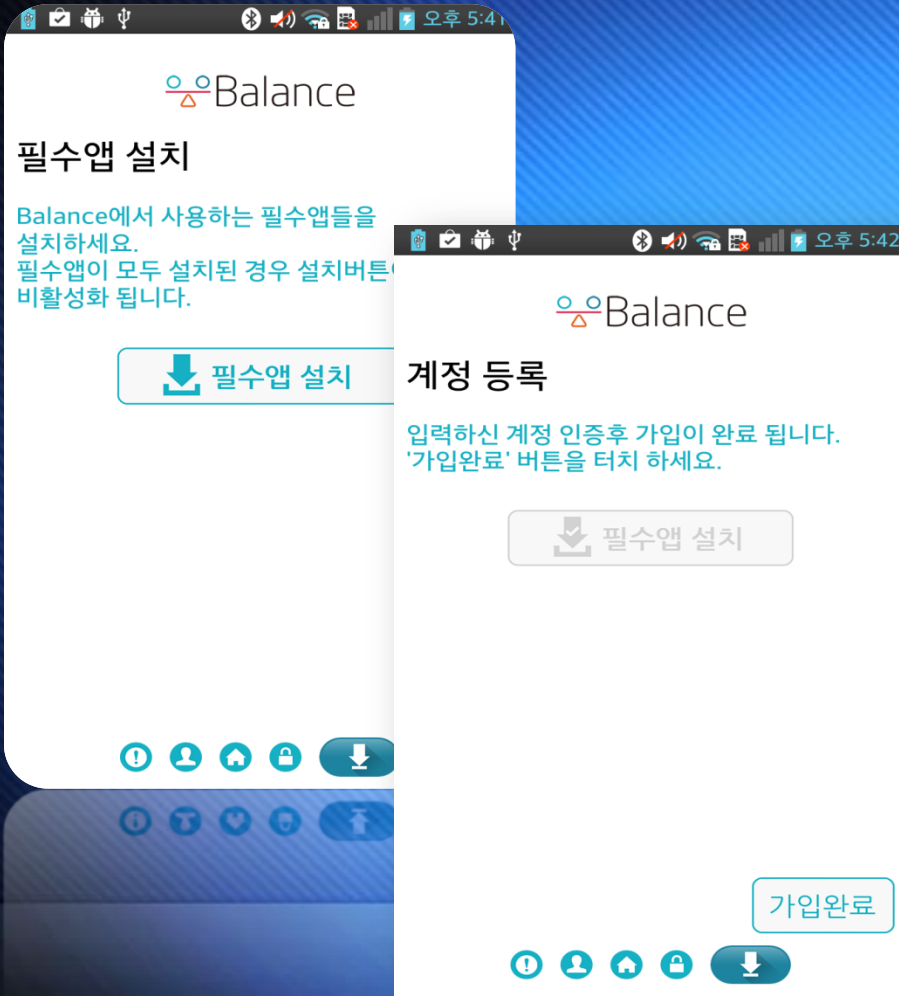 오후 5:41
Balance
필수앱 설치
Balance에서 사용하는 필수앱들을
설치하세요.
필수앱이 모두 설치된 경우 설치버튼
비활성화 됩니다.
필수앱 설치
오후 5:42
Balance
계정 등록
입력하신 계정 인증후 가입이 완료 됩니다.
'가입완료' 버튼을 터치 하세요.
필수앱 설치
가입완료